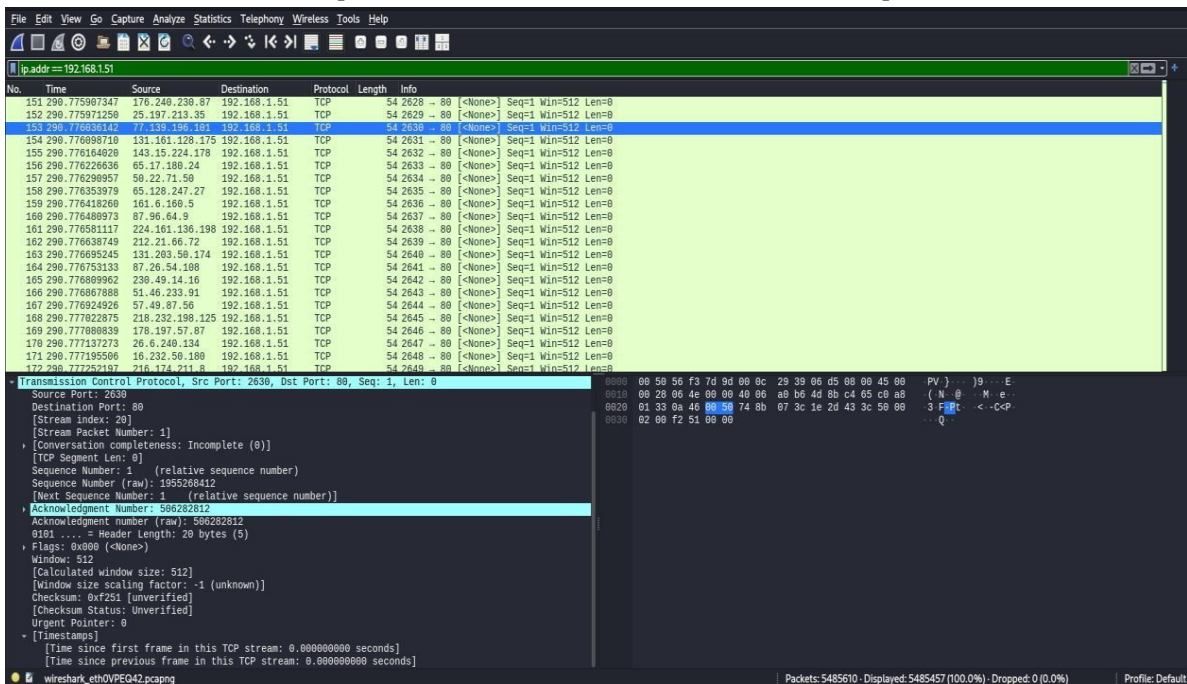 File Edit View Go Capture Analyze Statistics Telephony Wireless Tools Help
ip.addr == 192.168.1.51
No. Time Source Destination Protocol Length Info
151 290.775907347 176.240.230.87 192.168.1.51 TCP 54 2628 → 80 [<None>] Seq=1 Win=512 Len=0
152 290.775971250 25.197.213.35 192.168.1.51 TCP 54 2629 → 80 [<None>] Seq=1 Win=512 Len=0
153 290.776036142 77.139.196.101 192.168.1.51 TCP 54 2630 → 80 [<None>] Seq=1 Win=512 Len=0
154 290.776098710 131.161.128.175 192.168.1.51 TCP 54 2631 → 80 [<None>] Seq=1 Win=512 Len=0
155 290.776164020 143.15.224.178 192.168.1.51 TCP 54 2632 → 80 [<None>] Seq=1 Win=512 Len=0
156 290.776226636 65.17.180.24 192.168.1.51 TCP 54 2633 → 80 [<None>] Seq=1 Win=512 Len=0
157 290.776290957 50.22.71.50 192.168.1.51 TCP 54 2634 → 80 [<None>] Seq=1 Win=512 Len=0
158 290.776353979 65.128.247.27 192.168.1.51 TCP 54 2635 → 80 [<None>] Seq=1 Win=512 Len=0
159 290.776418260 161.6.160.5 192.168.1.51 TCP 54 2636 → 80 [<None>] Seq=1 Win=512 Len=0
160 290.776480973 87.96.64.9 192.168.1.51 TCP 54 2637 → 80 [<None>] Seq=1 Win=512 Len=0
161 290.776581117 224.161.136.198 192.168.1.51 TCP 54 2638 → 80 [<None>] Seq=1 Win=512 Len=0
162 290.776638749 212.21.66.72 192.168.1.51 TCP 54 2639 → 80 [<None>] Seq=1 Win=512 Len=0
163 290.776695245 131.203.50.174 192.168.1.51 TCP 54 2640 → 80 [<None>] Seq=1 Win=512 Len=0
164 290.776753133 87.26.54.108 192.168.1.51 TCP 54 2641 → 80 [<None>] Seq=1 Win=512 Len=0
165 290.776809962 230.49.14.16 192.168.1.51 TCP 54 2642 → 80 [<None>] Seq=1 Win=512 Len=0
166 290.776867888 51.46.233.91 192.168.1.51 TCP 54 2643 → 80 [<None>] Seq=1 Win=512 Len=0
167 290.776924926 57.49.87.56 192.168.1.51 TCP 54 2644 → 80 [<None>] Seq=1 Win=512 Len=0
168 290.777022875 218.232.198.125 192.168.1.51 TCP 54 2645 → 80 [<None>] Seq=1 Win=512 Len=0
169 290.777080839 178.197.57.87 192.168.1.51 TCP 54 2646 → 80 [<None>] Seq=1 Win=512 Len=0
170 290.777137273 26.6.240.134 192.168.1.51 TCP 54 2647 → 80 [<None>] Seq=1 Win=512 Len=0
171 290.777195506 16.232.50.180 192.168.1.51 TCP 54 2648 → 80 [<None>] Seq=1 Win=512 Len=0
172 290.777252197 216.174.211.8 192.168.1.51 TCP 54 2649 → 80 [<None>] Seq=1 Win=512 Len=0
Transmission Control Protocol, Src Port: 2630, Dst Port: 80, Seq: 1, Len: 0
Source Port: 2630
Destination Port: 80
[Stream index: 20]
[Stream Packet Number: 1]
[Conversation completeness: Incomplete (0)]
[TCP Segment Len: 0]
Sequence Number: 1 (relative sequence number)
Sequence Number (raw): 1955268412
[Next Sequence Number: 1 (relative sequence number)]
Acknowledgment Number: 506282812
Acknowledgment number (raw): 506282812
0101 .... = Header Length: 20 bytes (5)
Flags: 0x000 (<None>)
Window: 512
[Calculated window size: 512]
[Window size scaling factor: -1 (unknown)]
Checksum: 0xf251 [unverified]
[Checksum Status: Unverified]
Urgent Pointer: 0
[Timestamps]
[Time since first frame in this TCP stream: 0.000000000 seconds]
[Time since previous frame in this TCP stream: 0.000000000 seconds]
0000 00 50 56 f3 7d 9d 00 0c 29 39 06 d5 08 00 45 00 ·PV·}··· )9····E·
0010 00 28 06 4e 00 00 40 06 a0 b6 4d 8b c4 65 c0 a8 ·(·N··@· ··M··e··
0020 01 33 0a 46 00 50 74 8b 07 3c 1e 2d 43 3c 50 00 ·3·F·Pt· ·<·-C<P·
0030 02 00 f2 51 00 00 ···Q··
wireshark_eth0VPEQ42.pcapng Packets: 5485610 · Displayed: 5485457 (100.0%) · Dropped: 0 (0.0%) Profile: Default